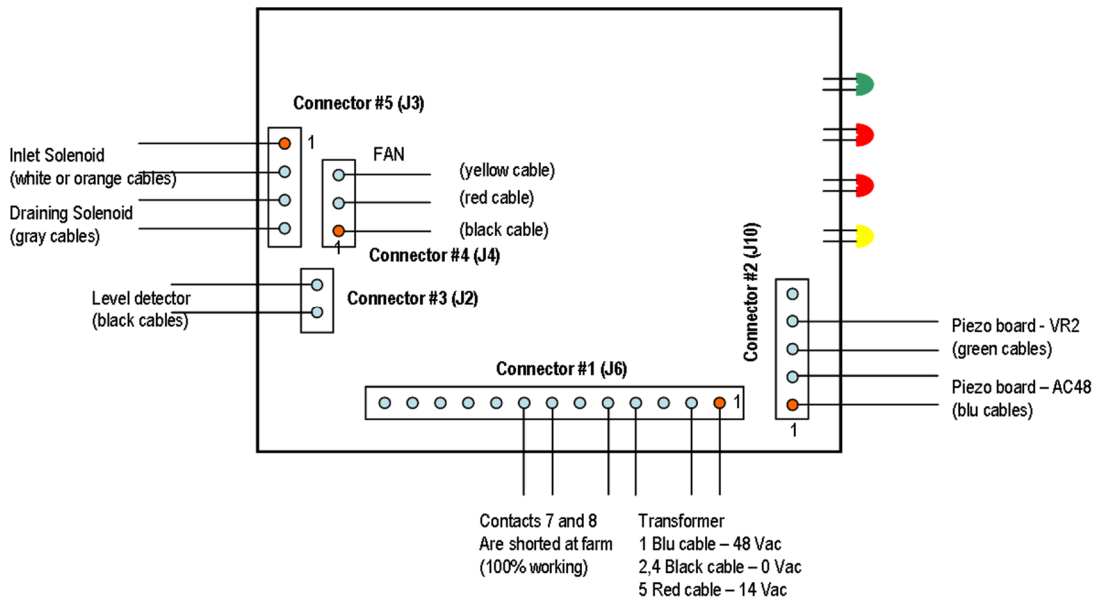 Connector #5 (J3)
1
Inlet Solenoid
(white or orange cables)
Draining Solenoid
(gray cables)
FAN
(yellow cable)
(red cable)
(black cable)
1
Connector #4 (J4)
Level detector
(black cables)
Connector #3 (J2)
Connector #2 (J10)
1
Piezo board - VR2
(green cables)
Piezo board – AC48
(blu cables)
Connector #1 (J6)
1
Contacts 7 and 8
Are shorted at farm
(100% working)
Transformer
1 Blu cable – 48 Vac
2,4 Black cable – 0 Vac
5 Red cable – 14 Vac